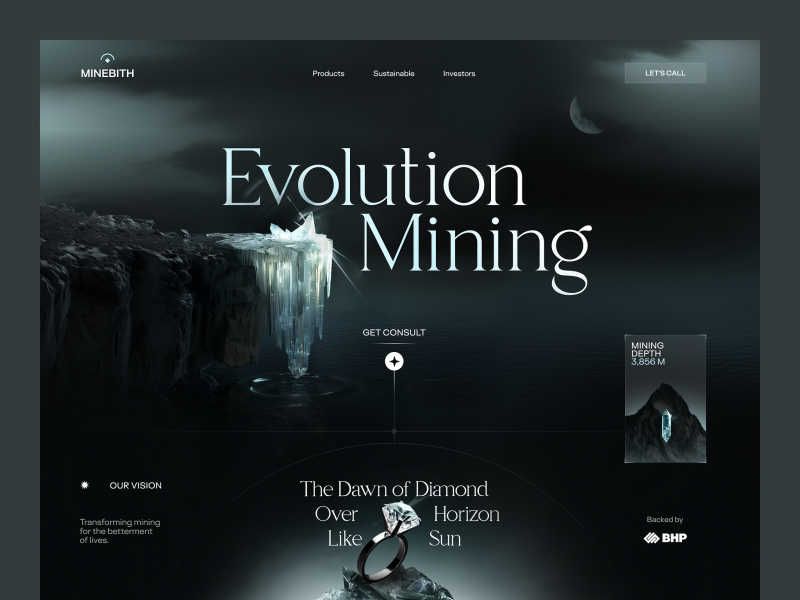 MINEBITH
Products
Sustainable
Investors
LET'S CALL
Evolution
Mining
GET CONSULT
MINING
DEPTH
3,856 M
OUR VISION
Transforming mining
for the betterment
of lives.
The Dawn of Diamond
Over Horizon
Like Sun
Backed by
BHP